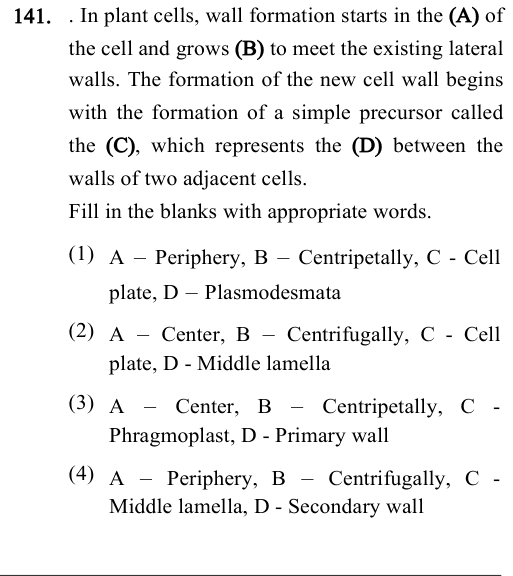 141. . In plant cells, wall formation starts in the (A) of
the cell and grows (B) to meet the existing lateral
walls. The formation of the new cell wall begins
with the formation of a simple precursor called
the (C), which represents the (D) between the
walls of two adjacent cells.
Fill in the blanks with appropriate words.
(1) A – Periphery, B – Centripetally, C - Cell
plate, D – Plasmodesmata
(2) A – Center, B – Centrifugally, C - Cell
plate, D - Middle lamella
(3) A – Center, B – Centripetally, C -
Phragmoplast, D - Primary wall
(4) A – Periphery, B – Centrifugally, C -
Middle lamella, D - Secondary wall